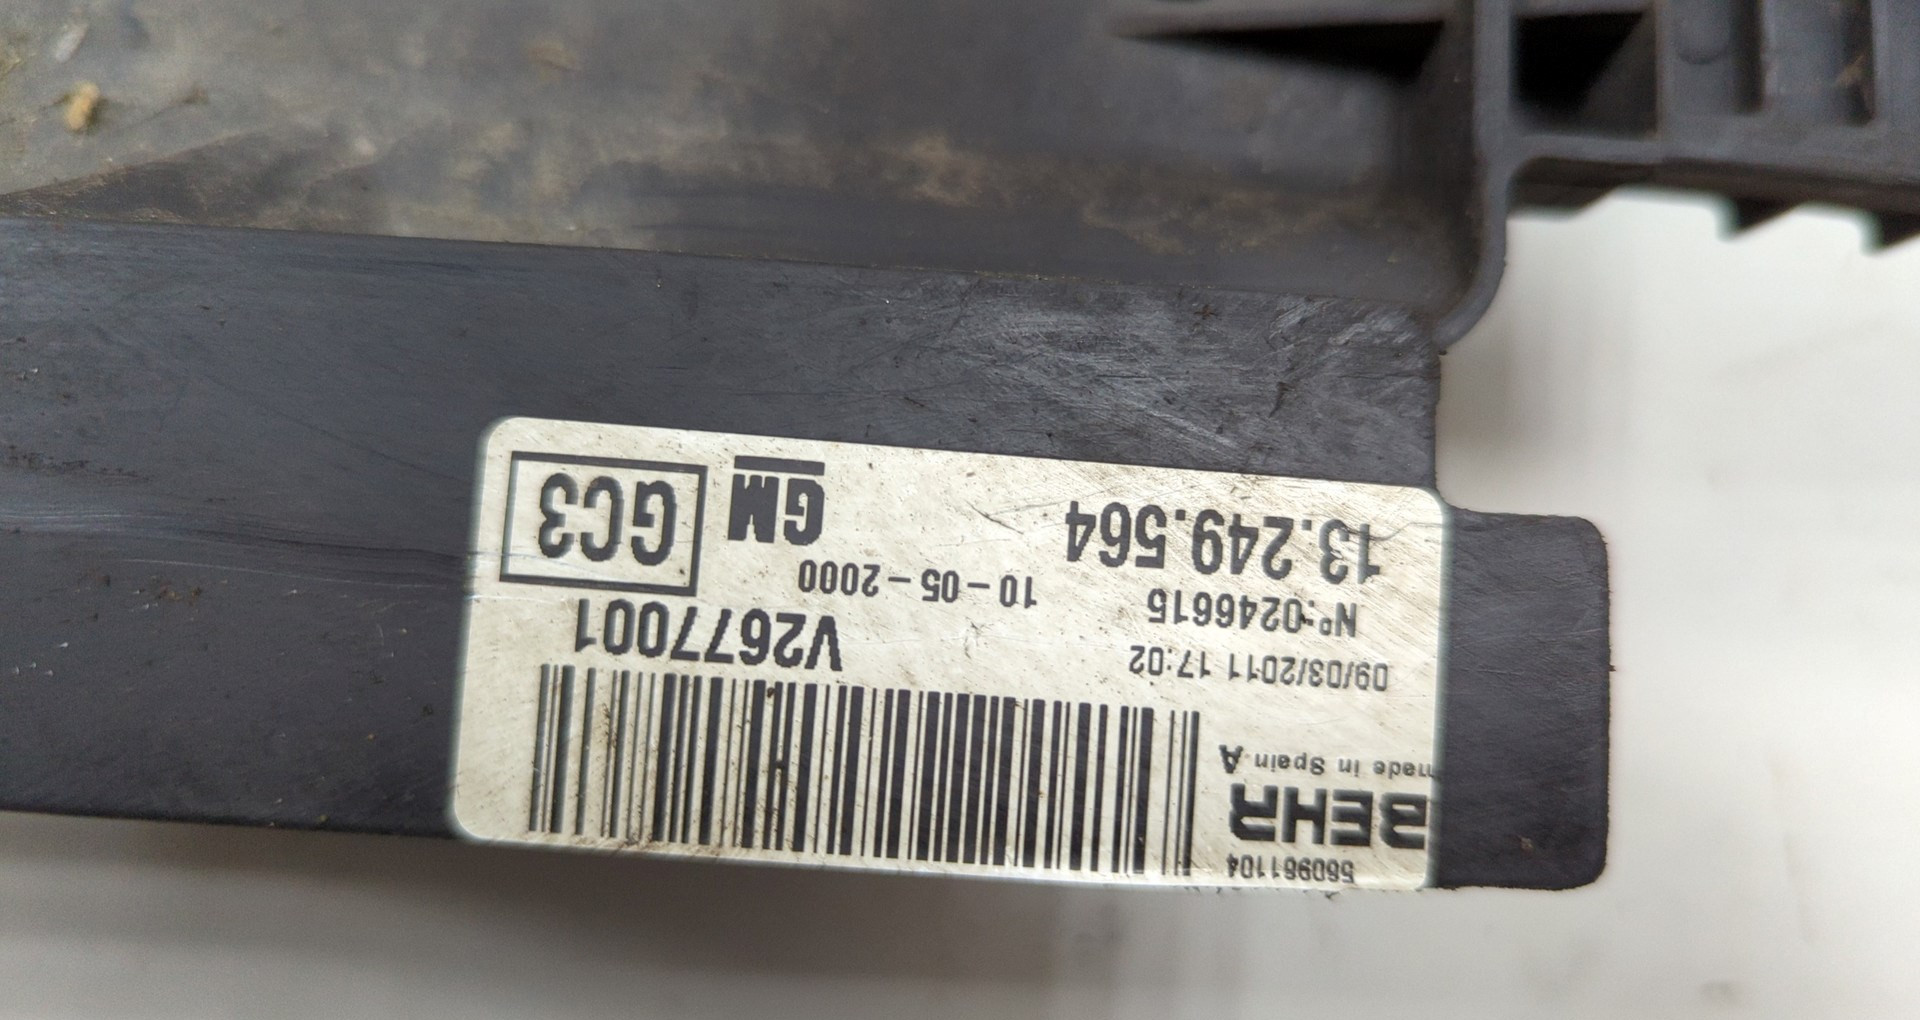 560961104
BEHR
made in Spain A
09/03/2011 17:02
V2677001
Nº:0246615
10-05-2000
13.249.564
GM
GC3